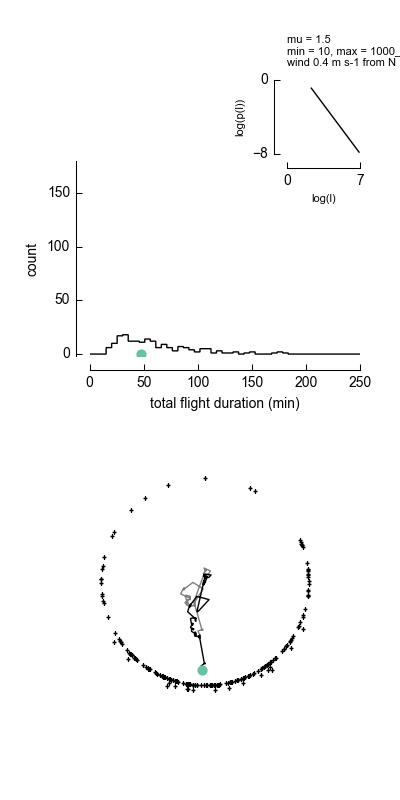 mu = 1.5
min = 10, max = 1000_
wind 0.4 m s-1 from N
0
−8
log(p(l))
0
7
log(l)
150
100
50
0
count
0
50
100
150
200
250
total flight duration (min)